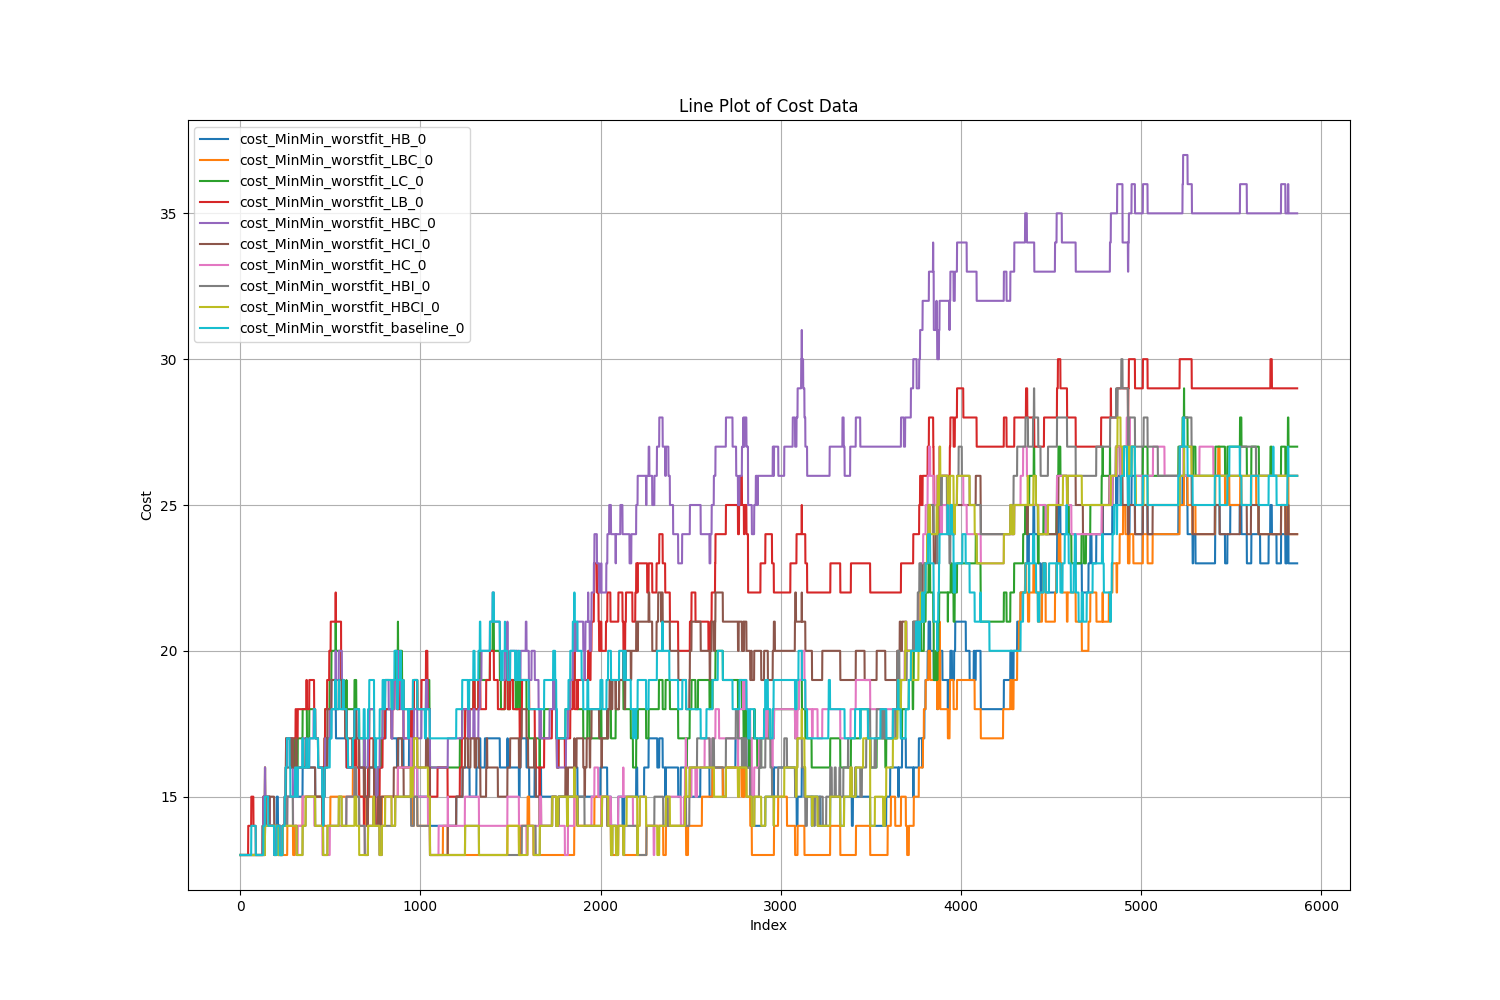 Line Plot of Cost Data
cost_MinMin_worstfit_HB_0
cost_MinMin_worstfit_LBC_0
cost_MinMin_worstfit_LC_0
cost_MinMin_worstfit_LB_0
cost_MinMin_worstfit_HBC_0
cost_MinMin_worstfit_HCI_0
cost_MinMin_worstfit_HC_0
cost_MinMin_worstfit_HBI_0
cost_MinMin_worstfit_HBCI_0
cost_MinMin_worstfit_baseline_0
Cost
35
30
25
20
15
0 1000 2000 3000 4000 5000 6000
Index